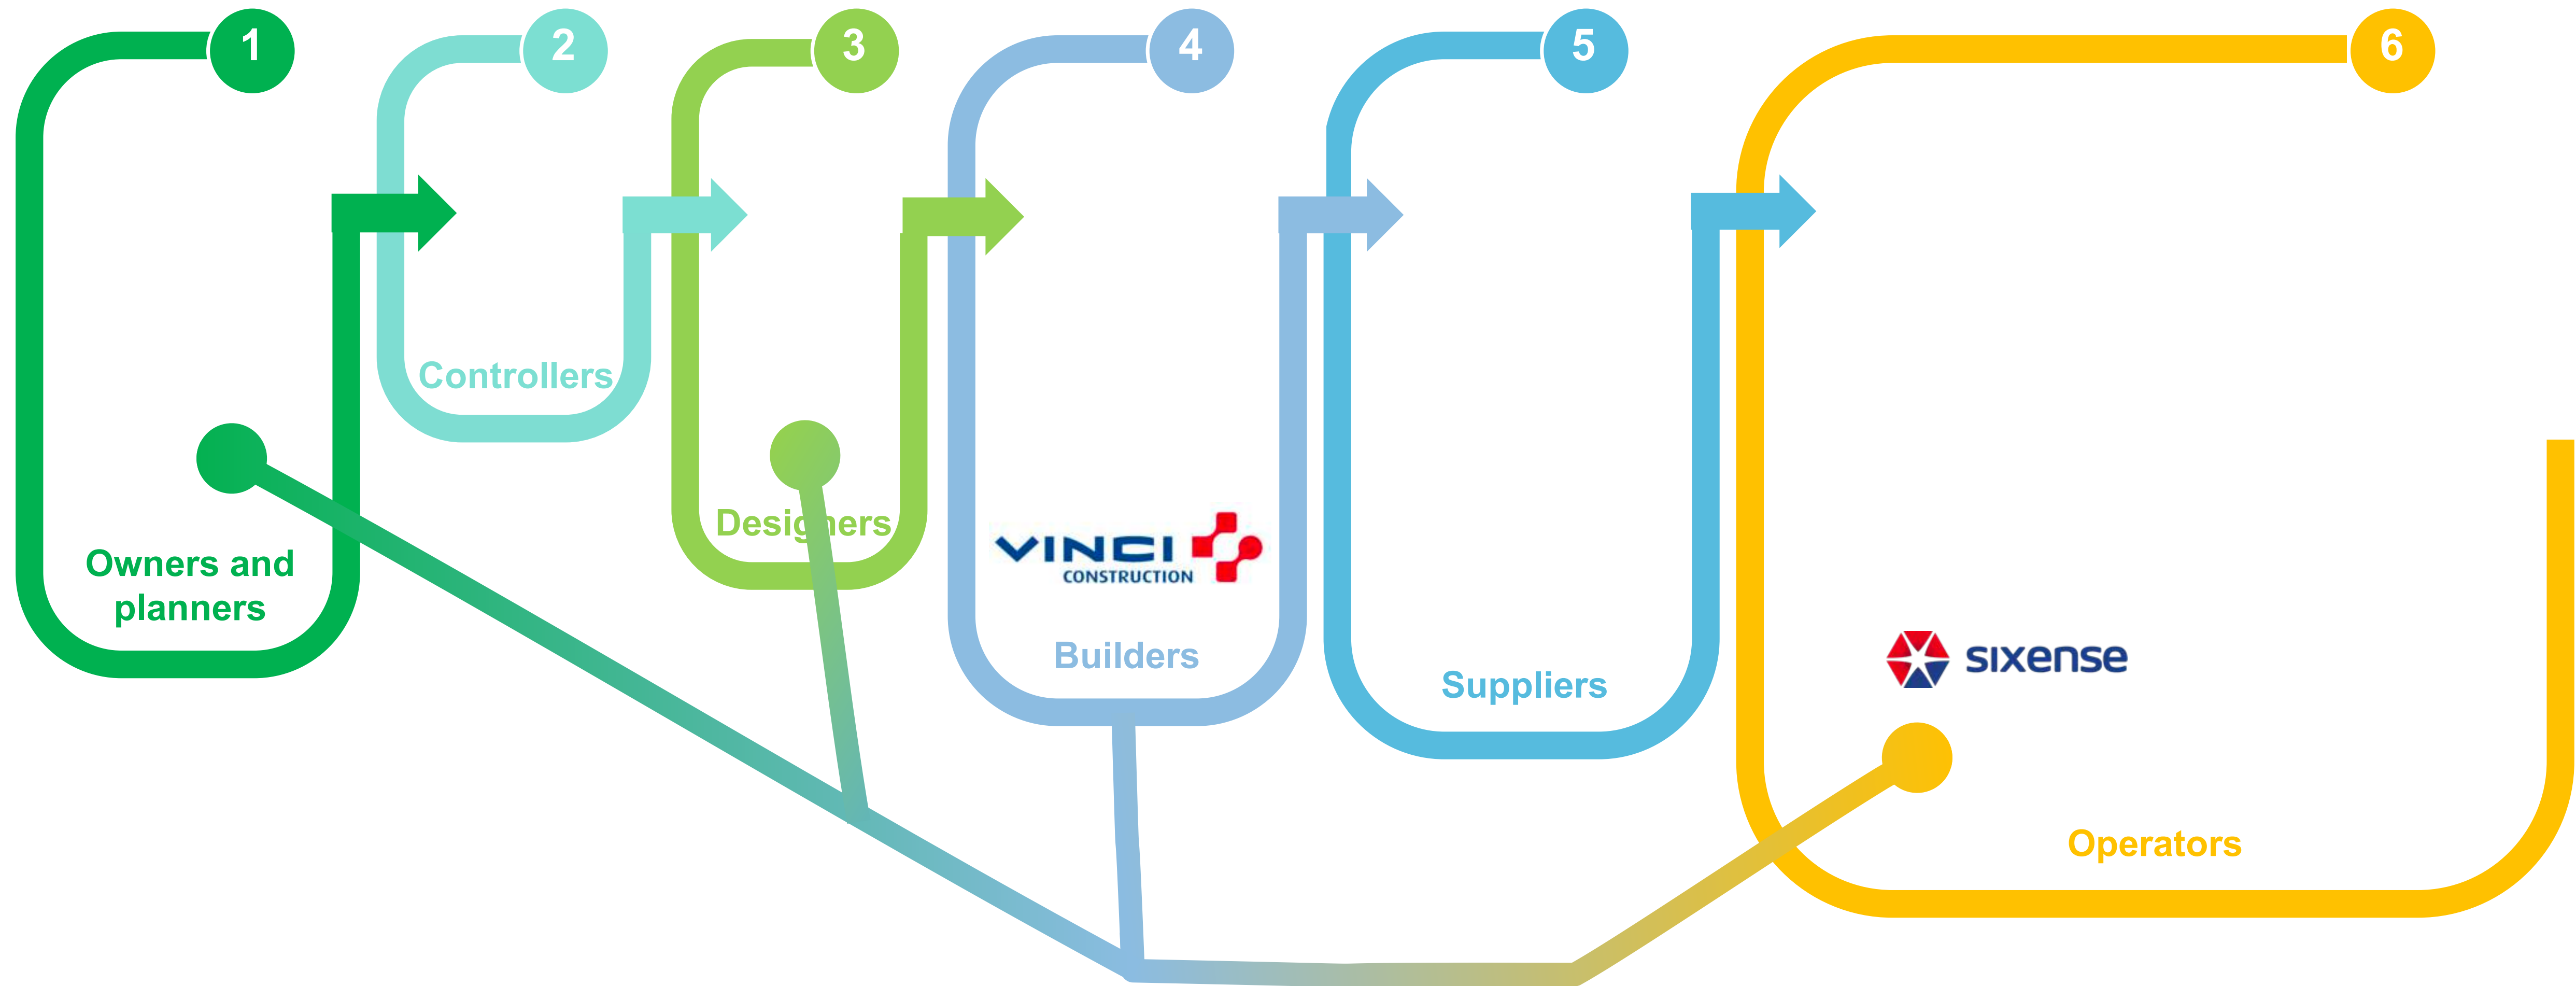 1
2
3
4
5
6
Controllers
Designers
Owners and
planners
VINCI
CONSTRUCTION
Builders
Suppliers
sixense
Operators